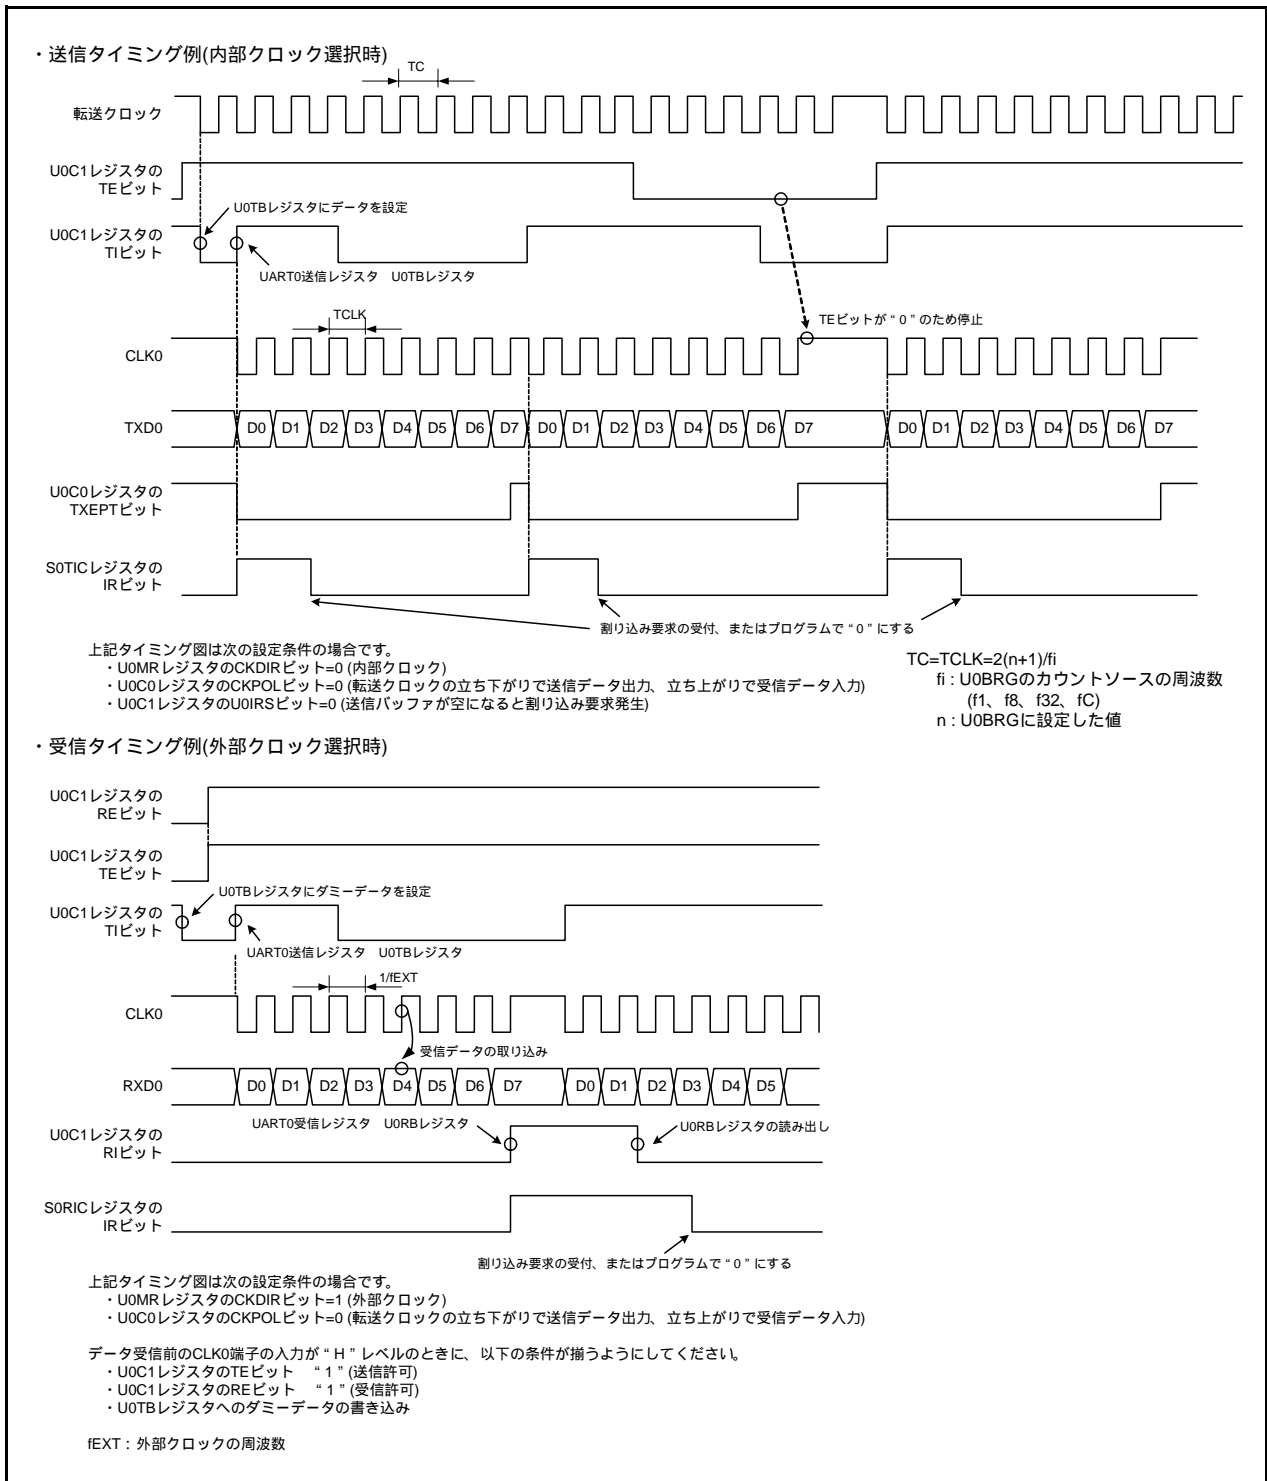 ・送信タイミング例(内部クロック選択時)
TC
転送クロック
U0C1レジスタの
TEビット
U0TBレジスタにデータを設定
U0C1レジスタの
TIビット
UART0送信レジスタ　U0TBレジスタ
TCLK
TEビットが“0”のため停止
CLK0
TXD0
D0 D1 D2 D3 D4 D5 D6 D7 D0 D1 D2 D3 D4 D5 D6 D7 D0 D1 D2 D3 D4 D5 D6 D7
U0C0レジスタの
TXEPTビット
S0TICレジスタの
IRビット
割り込み要求の受付、またはプログラムで“0”にする
上記タイミング図は次の設定条件の場合です。
・U0MRレジスタのCKDIRビット=0 (内部クロック)
・U0C0レジスタのCKPOLビット=0 (転送クロックの立ち下がりで送信データ出力、立ち上がりで受信データ入力)
・U0C1レジスタのU0IRSビット=0 (送信バッファが空になると割り込み要求発生)
TC=TCLK=2(n+1)/fi
fi : U0BRGのカウントソースの周波数
(f1、f8、f32、fC)
n : U0BRGに設定した値
・受信タイミング例(外部クロック選択時)
U0C1レジスタの
REビット
U0C1レジスタの
TEビット
U0TBレジスタにダミーデータを設定
U0C1レジスタの
TIビット
UART0送信レジスタ　U0TBレジスタ
1/fEXT
CLK0
受信データの取り込み
RXD0
D0 D1 D2 D3 D4 D5 D6 D7 D0 D1 D2 D3 D4 D5
UART0受信レジスタ　U0RBレジスタ
U0RBレジスタの読み出し
U0C1レジスタの
RIビット
S0RICレジスタの
IRビット
割り込み要求の受付、またはプログラムで“0”にする
上記タイミング図は次の設定条件の場合です。
・U0MRレジスタのCKDIRビット=1 (外部クロック)
・U0C0レジスタのCKPOLビット=0 (転送クロックの立ち下がりで送信データ出力、立ち上がりで受信データ入力)
データ受信前のCLK0端子の入力が“H”レベルのときに、以下の条件が揃うようにしてください。
・U0C1レジスタのTEビット　“1”(送信許可)
・U0C1レジスタのREビット　“1”(受信許可)
・U0TBレジスタへのダミーデータの書き込み
fEXT : 外部クロックの周波数